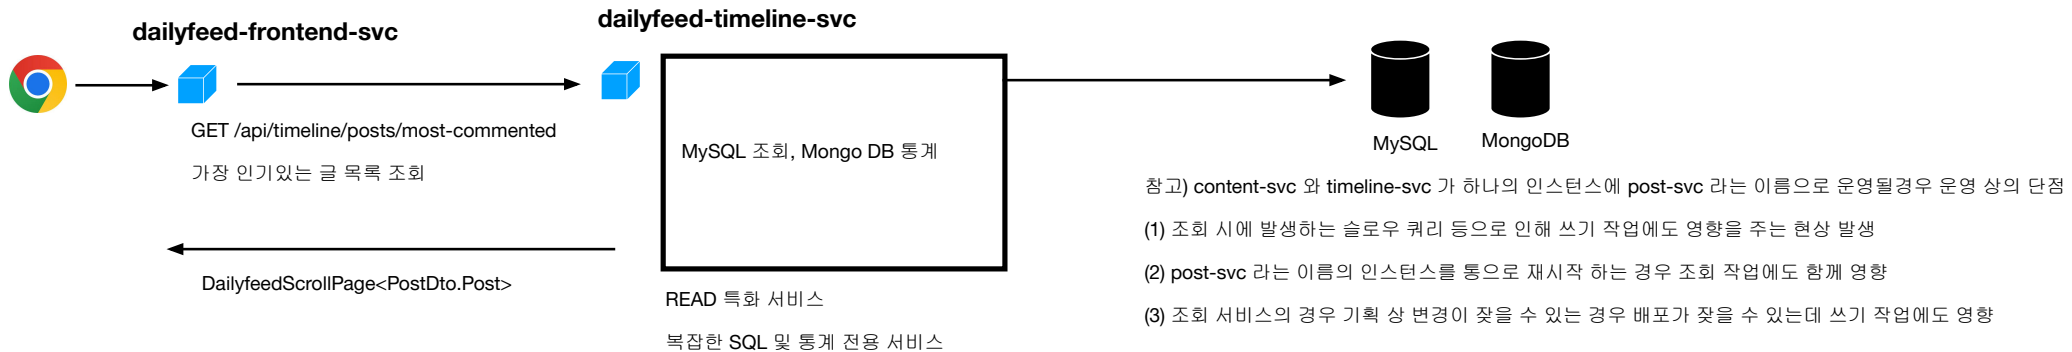 dailyfeed-frontend-svc
dailyfeed-timeline-svc
GET /api/timeline/posts/most-commented
가장 인기있는 글 목록 조회
DailyfeedScrollPage<PostDto.Post>
MySQL 조회, Mongo DB 통계
READ 특화 서비스
복잡한 SQL 및 통계 전용 서비스
MySQL
MongoDB
참고) content-svc 와 timeline-svc 가 하나의 인스턴스에 post-svc 라는 이름으로 운영될경우 운영 상의 단점
(1) 조회 시에 발생하는 슬로우 쿼리 등으로 인해 쓰기 작업에도 영향을 주는 현상 발생
(2) post-svc 라는 이름의 인스턴스를 통으로 재시작 하는 경우 조회 작업에도 함께 영향
(3) 조회 서비스의 경우 기획 상 변경이 잦을 수 있는 경우 배포가 잦을 수 있는데 쓰기 작업에도 영향